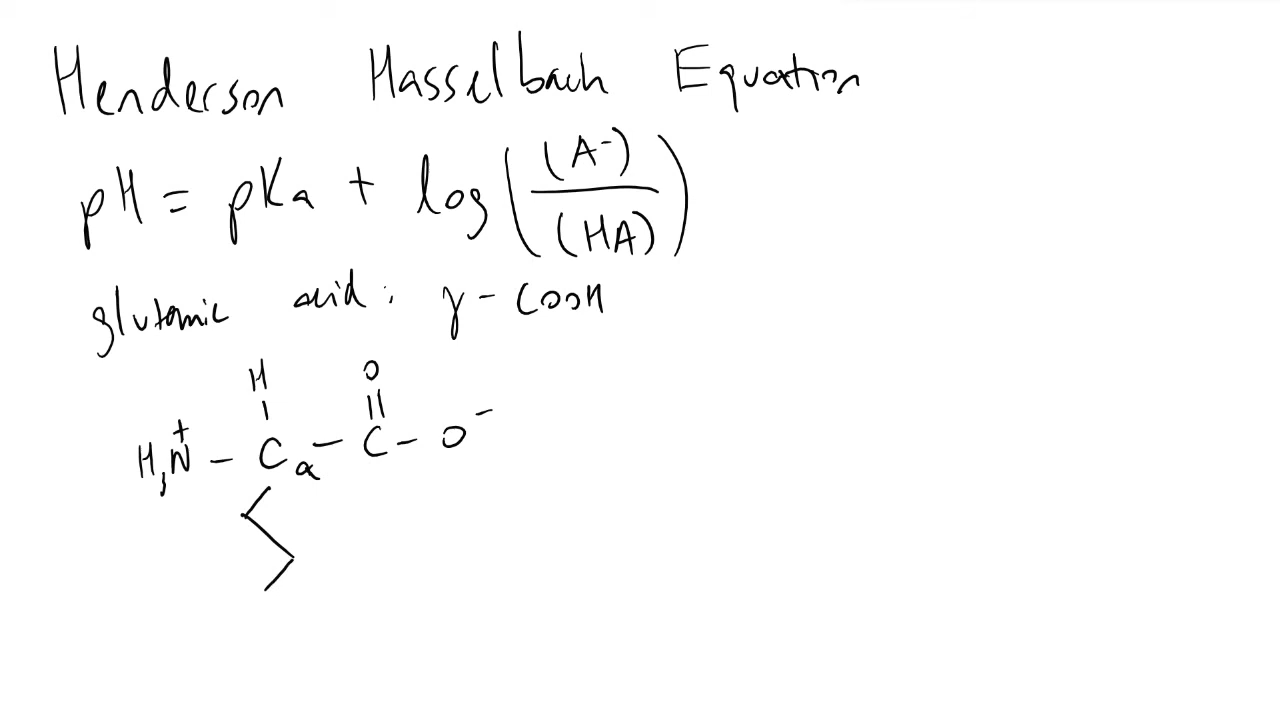 Henderson Hasselbach Equation
pH = pKa + log ( (A-) / (HA) )
glutamic acid: γ - COOH
H O
H3N+ - Cα - C - O-